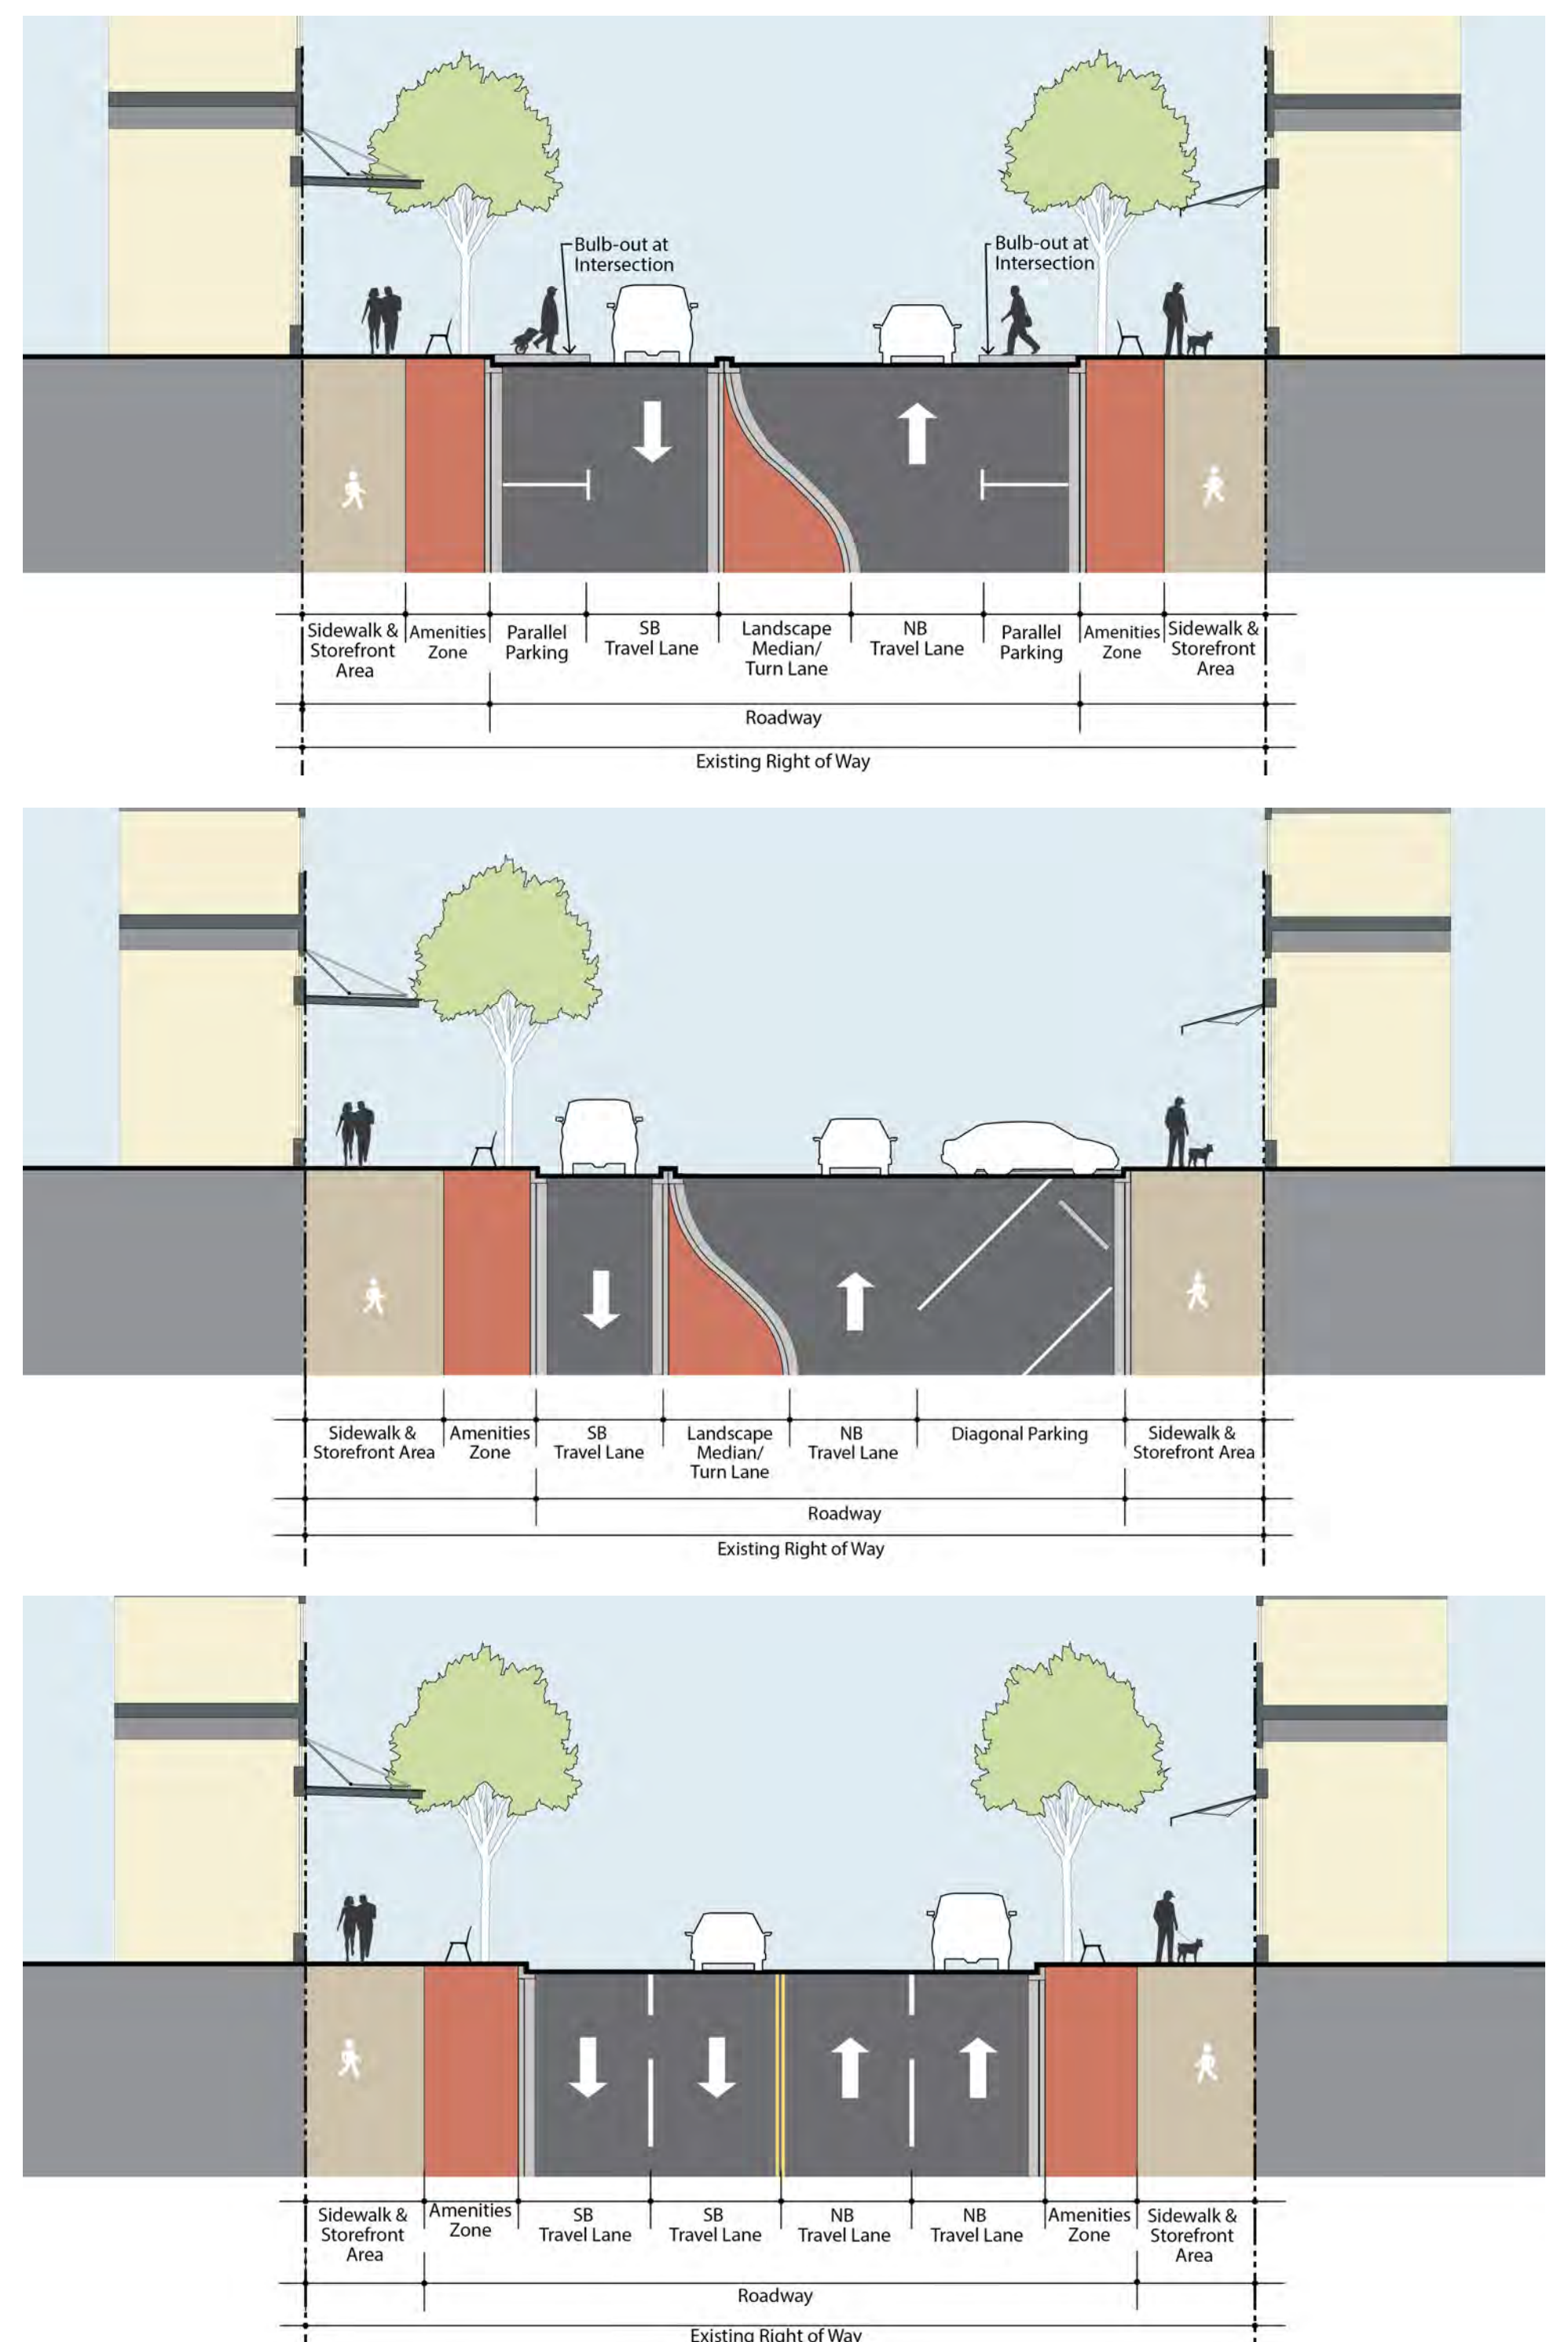 Bulb-out at
Intersection
Bulb-out at
Intersection
Sidewalk &
Storefront
Area
Amenities
Zone
Parallel
Parking
SB
Travel Lane
Landscape
Median/
Turn Lane
NB
Travel Lane
Parallel
Parking
Amenities
Zone
Sidewalk &
Storefront
Area
Roadway
Existing Right of Way
Sidewalk &
Storefront Area
Amenities
Zone
SB
Travel Lane
Landscape
Median/
Turn Lane
NB
Travel Lane
Diagonal Parking
Sidewalk &
Storefront Area
Roadway
Existing Right of Way
Sidewalk &
Storefront
Area
Amenities
Zone
SB
Travel Lane
SB
Travel Lane
NB
Travel Lane
NB
Travel Lane
Amenities
Zone
Sidewalk &
Storefront
Area
Roadway
Existing Right of Way